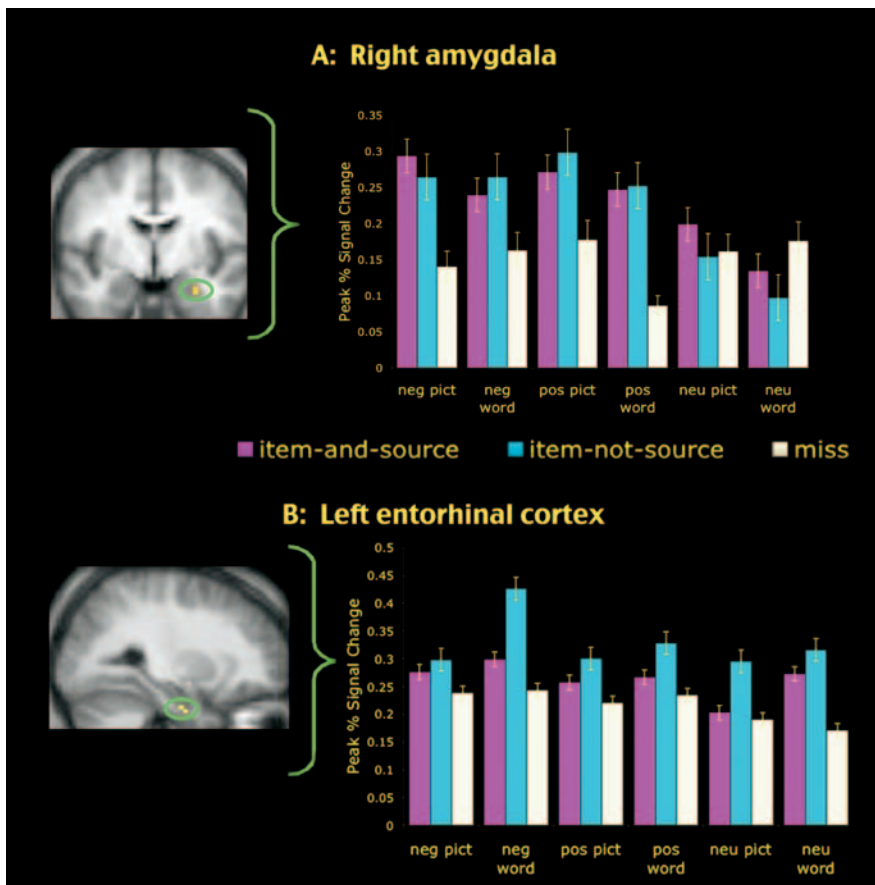 A: Right amygdala
Peak % Signal Change
0.35
0.3
0.25
0.2
0.15
0.1
0.05
0
neg pict
neg word
pos pict
pos word
neu pict
neu word
item-and-source
item-not-source
miss
B: Left entorhinal cortex
Peak % Signal Change
0.5
0.45
0.4
0.35
0.3
0.25
0.2
0.15
0.1
0.05
0
neg pict
neg word
pos pict
pos word
neu pict
neu word